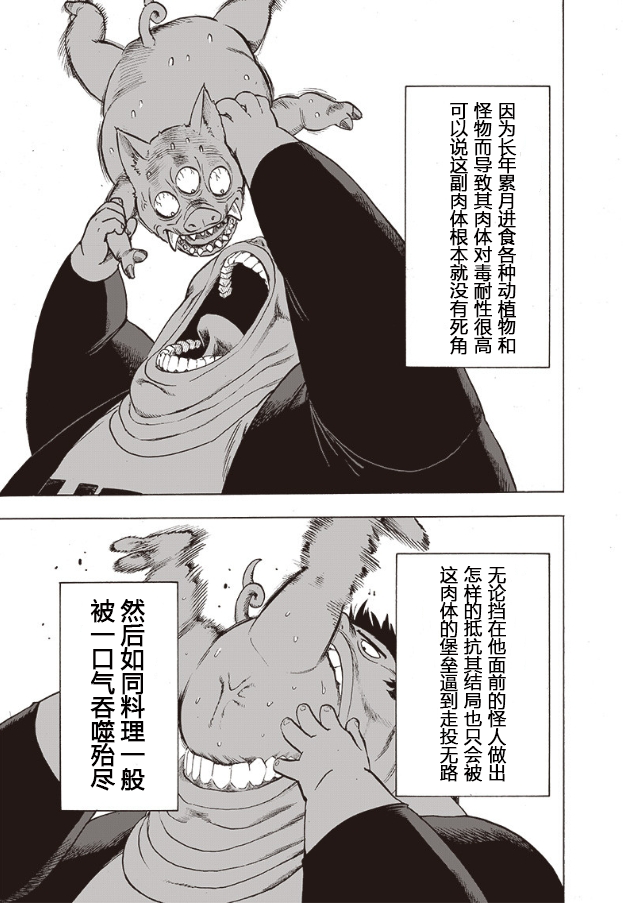 因为长年累月进食各种动植物和
怪物而导致其肉体对毒耐性很高
可以说这副肉体根本就没有死角
无论挡在他面前的怪人做出
怎样的抵抗其结局也只会被
这肉体的堡垒逼到走投无路
然后如同料理一般
被一口气吞噬殆尽